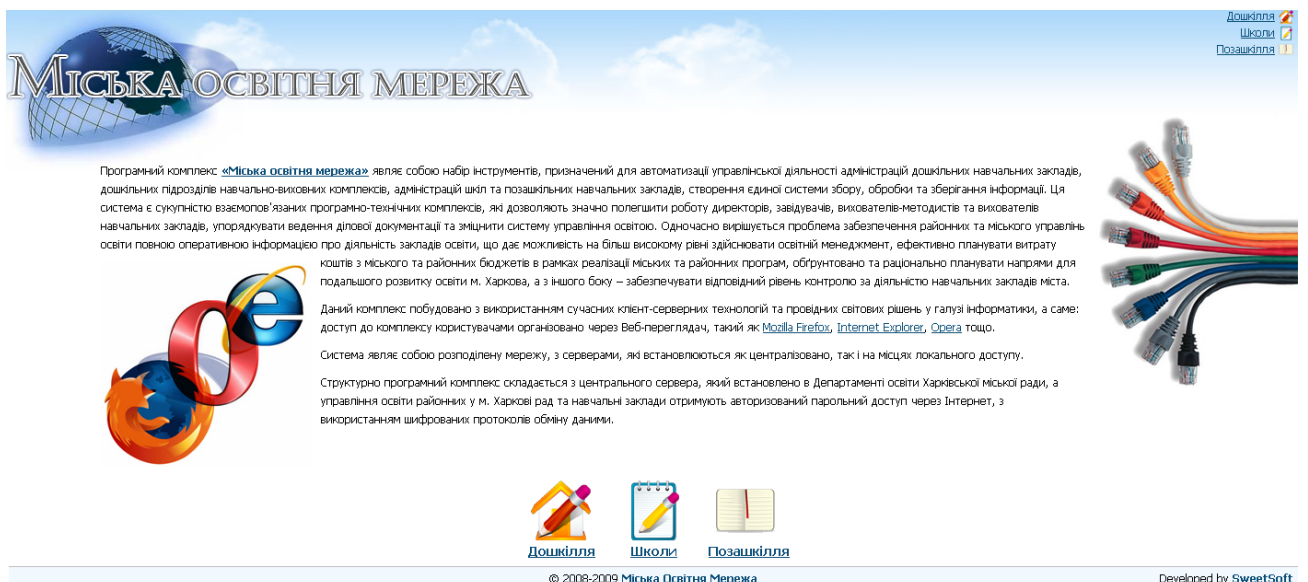 Дошкілля
Школи
Позашкілля
Міська освітня мережа
Програмний комплекс «Міська освітня мережа» являє собою набір інструментів, призначений для автоматизації управлінської діяльності адміністрацій дошкільних навчальних закладів,
дошкільних підрозділів навчально-виховних комплексів, адміністрацій шкіл та позашкільних навчальних закладів, створення єдиної системи збору, обробки та зберігання інформації. Ця
система є сукупністю взаємопов'язаних програмно-технічних комплексів, які дозволяють значно полегшити роботу директорів, завідувачів, вихователів-методистів та вихователів
навчальних закладів, упорядкувати ведення ділової документації та зміцнити систему управління освітою. Одночасно вирішується проблема забезпечення районних та міського управлінь
освіти повною оперативною інформацією про діяльність закладів освіти, що дає можливість на більш високому рівні здійснювати освітній менеджмент, ефективно планувати витрату
коштів з міського та районних бюджетів в рамках реалізації міських та районних програм, обґрунтовано та раціонально планувати напрями для
подальшого розвитку освіти м. Харкова, а з іншого боку – забезпечувати відповідний рівень контролю за діяльністю навчальних закладів міста.
Даний комплекс побудовано з використанням сучасних клієнт-серверних технологій та провідних світових рішень у галузі інформатики, а саме:
доступ до комплексу користувачами організовано через Веб-переглядач, такий як Mozilla Firefox, Internet Explorer, Opera тощо.
Система являє собою розподілену мережу, з серверами, які встановлюються як централізовано, так і на місцях локального доступу.
Структурно програмний комплекс складається з центрального сервера, який встановлено в Департаменті освіти Харківської міської ради, а
управління освіти районних у м. Харкові рад та навчальні заклади отримують авторизований парольний доступ через Інтернет, з
використанням шифрованих протоколів обміну даними.
Дошкілля Школи Позашкілля
© 2008-2009 Міська Освітня Мережа Developed by SweetSoft